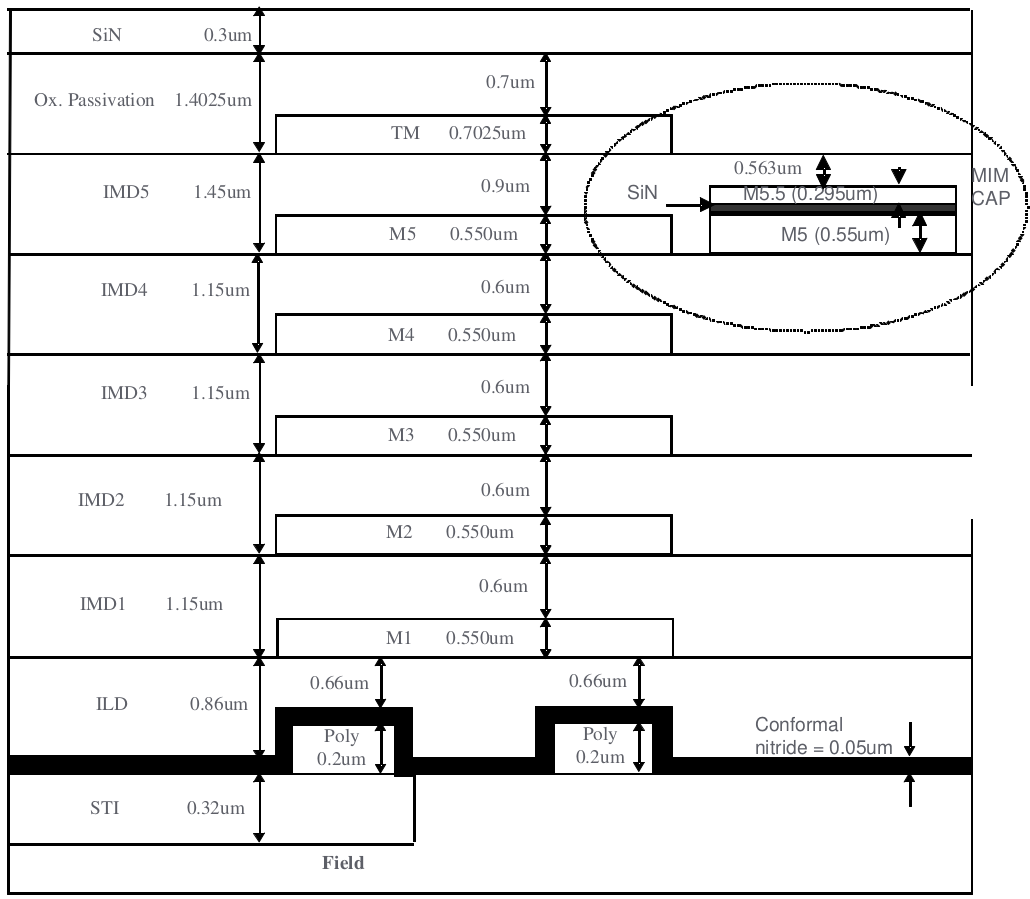 SiN 0.3um
0.7um
Ox. Passivation 1.4025um
TM 0.7025um
0.563um
MIM
CAP
IMD5 1.45um
0.9um
SiN
M5.5 (0.295um)
M5 0.550um
M5 (0.55um)
IMD4 1.15um
0.6um
M4 0.550um
IMD3 1.15um
0.6um
M3 0.550um
IMD2 1.15um
0.6um
M2 0.550um
IMD1 1.15um
0.6um
M1 0.550um
0.66um
0.66um
ILD 0.86um
Poly
0.2um
Poly
0.2um
Conformal
nitride = 0.05um
STI 0.32um
Field